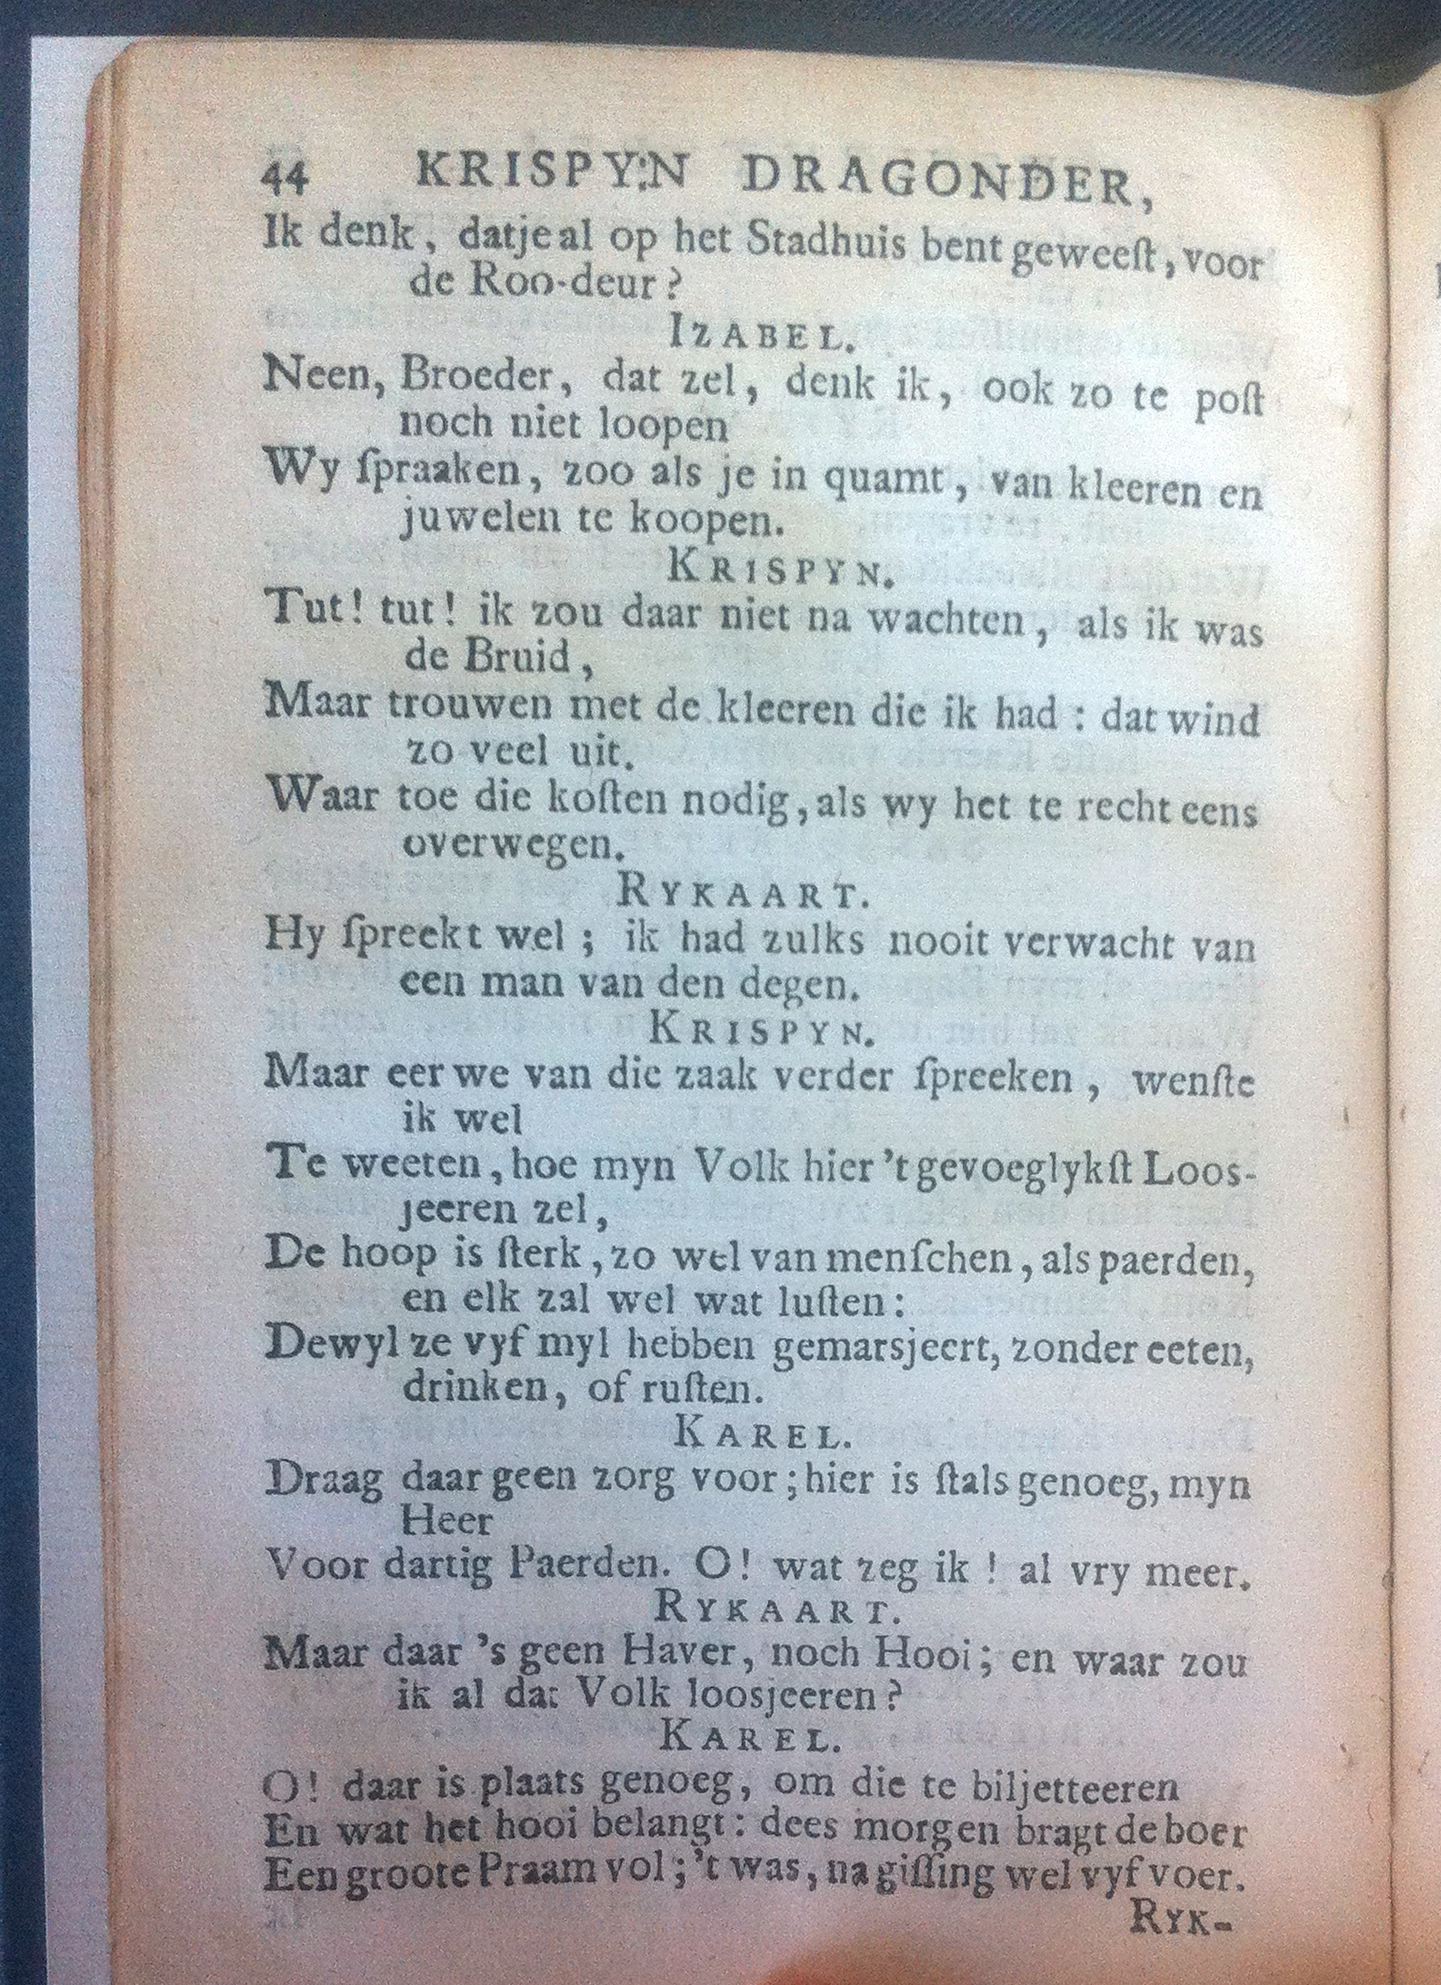 44 KRISPYN DRAGONDER,
Ik denk, datjeal op het Stadhuis bent geweeſt, voor
de Roo-deur?
IZABEL.
Neen, Broeder, dat zel, denk ik, ook zo te poſt
noch niet loopen
Wy ſpraaken, zoo als je in quamt, van kleeren en
juwelen te koopen.
KRISPYN.
Tut! tut! ik zou daar niet na wachten, als ik was
de Bruid,
Maar trouwen met de kleeren die ik had: dat wind
zo veel uit.
Waar toe die koſten nodig, als wy het te recht eens
overwegen.
RYKAART.
Hy ſpreekt wel; ik had zulks nooit verwacht van
een man van den degen.
KRISPYN.
Maar eer we van die zaak verder ſpreeken, wenſte
ik wel
Te weeten, hoe myn Volk hier 't gevoeglykſt Loos-
jeeren zel,
De hoop is ſterk, zo wel van menſchen, als paerden,
en elk zal wel wat luſten:
Dewyl ze vyf myl hebben gemarsjeert, zonder eeten,
drinken, of ruſten.
KAREL.
Draag daar geen zorg voor; hier is ſtals genoeg, myn
Heer
Voor dartig Paerden. O! wat zeg ik! al vry meer.
RYKAART.
Maar daar 's geen Haver, noch Hooi; en waar zou
ik al dat Volk loosjeeren?
KAREL.
O! daar is plaats genoeg, om die te biljetteeren
En wat het hooi belangt: dees morgen bragt de boer
Een groote Praam vol; 't was, na giſſing wel vyf voer.
RYK-